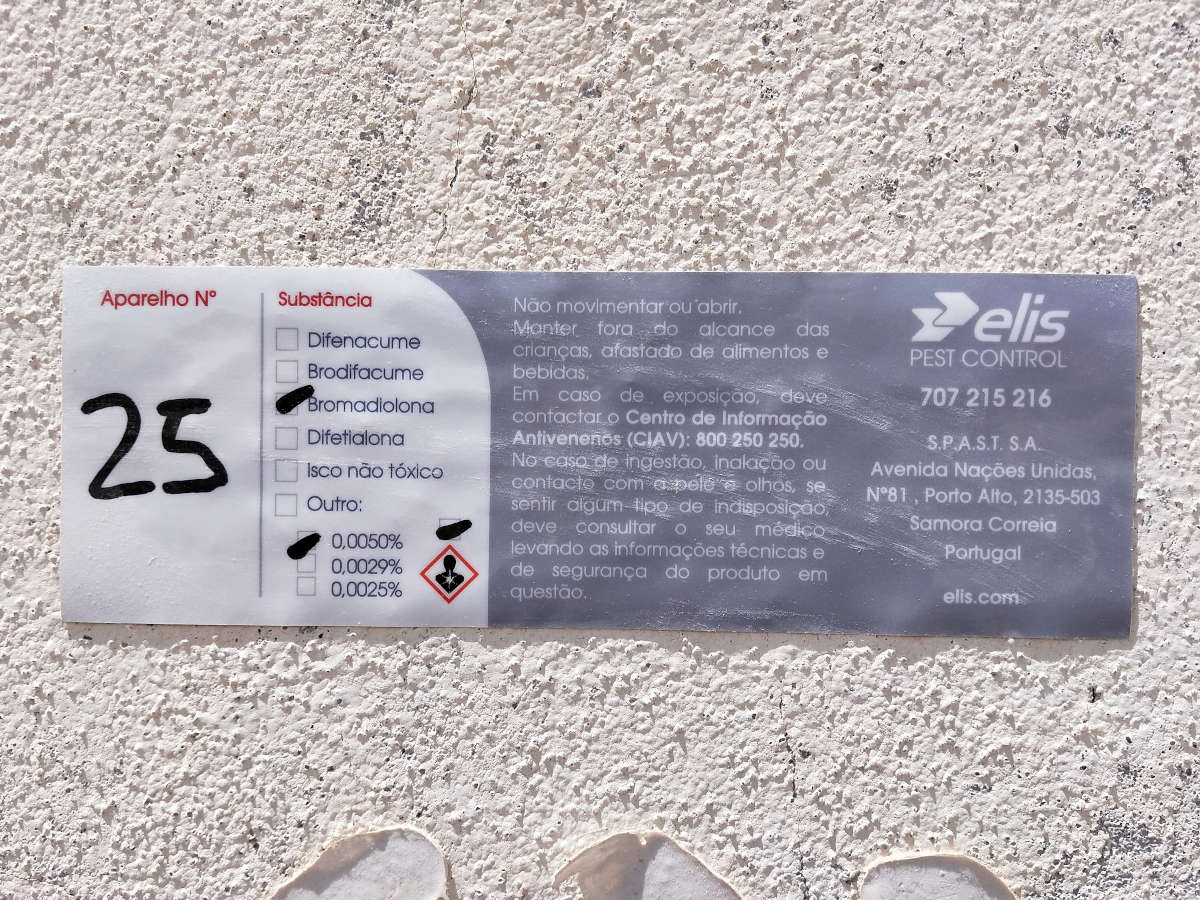 Aparelho Nº
25
Substância
Difenacume
Brodifacume
Bromadiolona
Difetialona
Isco não tóxico
Outro:
0,0050%
0,0029%
0,0025%
Não movimentar ou abrir.
Manter fora do alcance das
crianças, afastado de alimentos e
bebidas.
Em caso de exposição, deve
contactar o Centro de Informação
Antivenenos (CIAV): 800 250 250.
No caso de ingestão, inalação ou
contacto com a pele e olhos, se
sentir algum tipo de indisposição,
deve consultar o seu médico
levando as informações técnicas e
de segurança do produto em
questão.
elis
PEST CONTROL
707 215 216
S.P.A.S.T. S.A.
Avenida Nações Unidas,
Nº81 , Porto Alto, 2135-503
Samora Correia
Portugal
elis.com